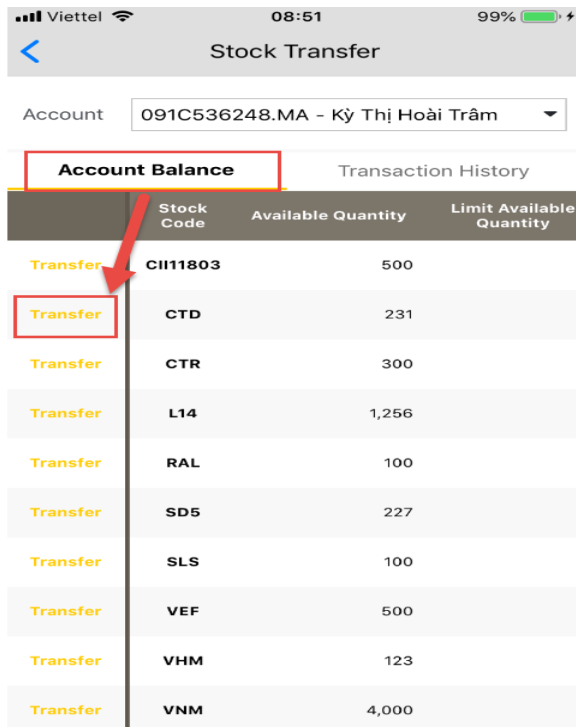 Viettel 08:51 99%
Stock Transfer
Account 091C536248.MA - Kỳ Thị Hoài Trâm
Account Balance Transaction History
Stock Code Available Quantity Limit Available Quantity
Transfer CII11803 500
Transfer CTD 231
Transfer CTR 300
Transfer L14 1,256
Transfer RAL 100
Transfer SD5 227
Transfer SLS 100
Transfer VEF 500
Transfer VHM 123
Transfer VNM 4,000